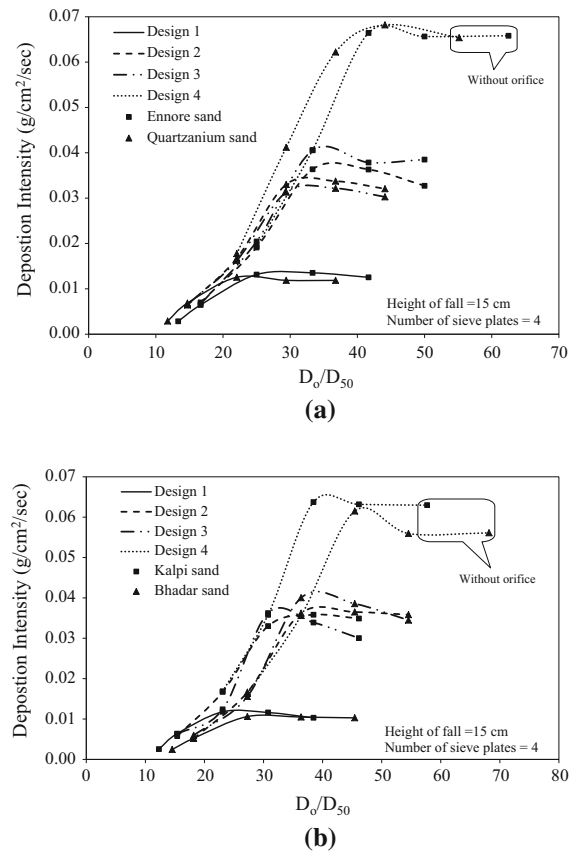 0.07
0.06
0.05
0.04
0.03
0.02
0.01
0.00
Depostion Intensity (g/cm²/sec)
Design 1
Design 2
Design 3
Design 4
Ennore sand
Quartzanium sand
Without orifice
Height of fall =15 cm
Number of sieve plates = 4
0 10 20 30 40 50 60 70
Do/D50
(a)
0.07
0.06
0.05
0.04
0.03
0.02
0.01
0.00
Depostion Intensity (g/cm²/sec)
Design 1
Design 2
Design 3
Design 4
Kalpi sand
Bhadar sand
Without orifice
Height of fall =15 cm
Number of sieve plates = 4
0 10 20 30 40 50 60 70 80
Do/D50
(b)